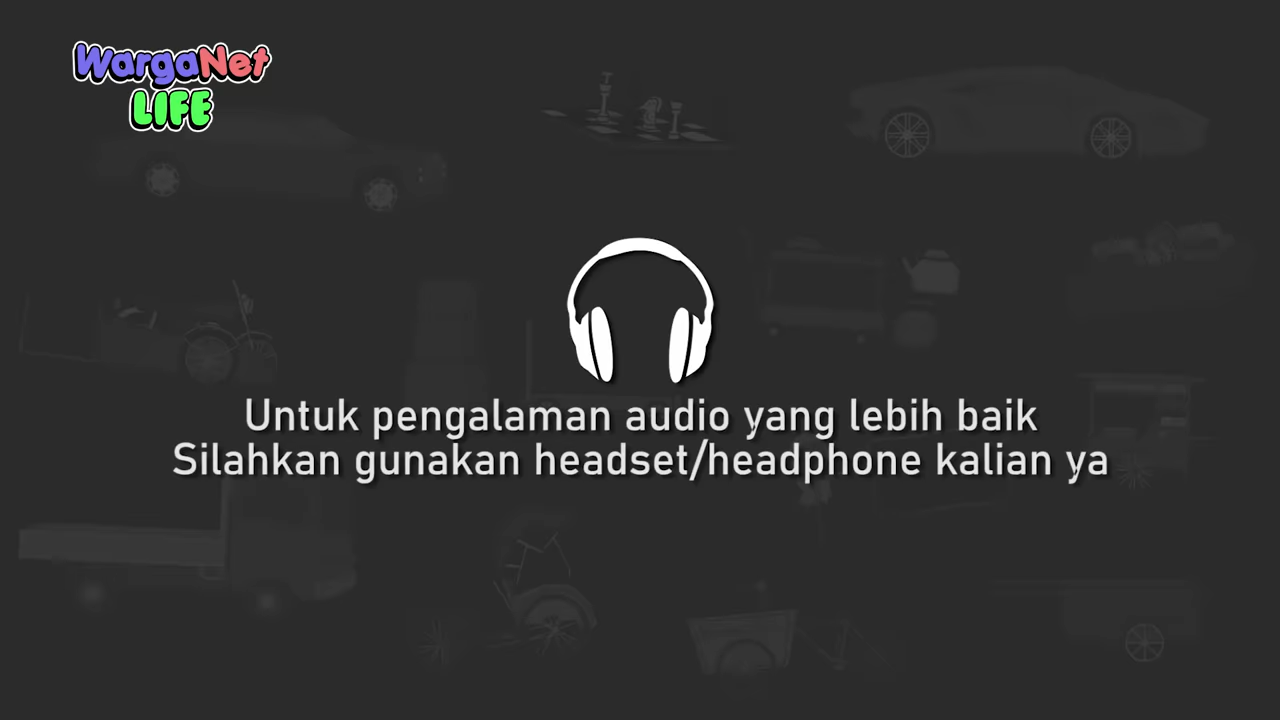 WargaNet
LIFE
Untuk pengalaman audio yang lebih baik
Silahkan gunakan headset/headphone kalian ya